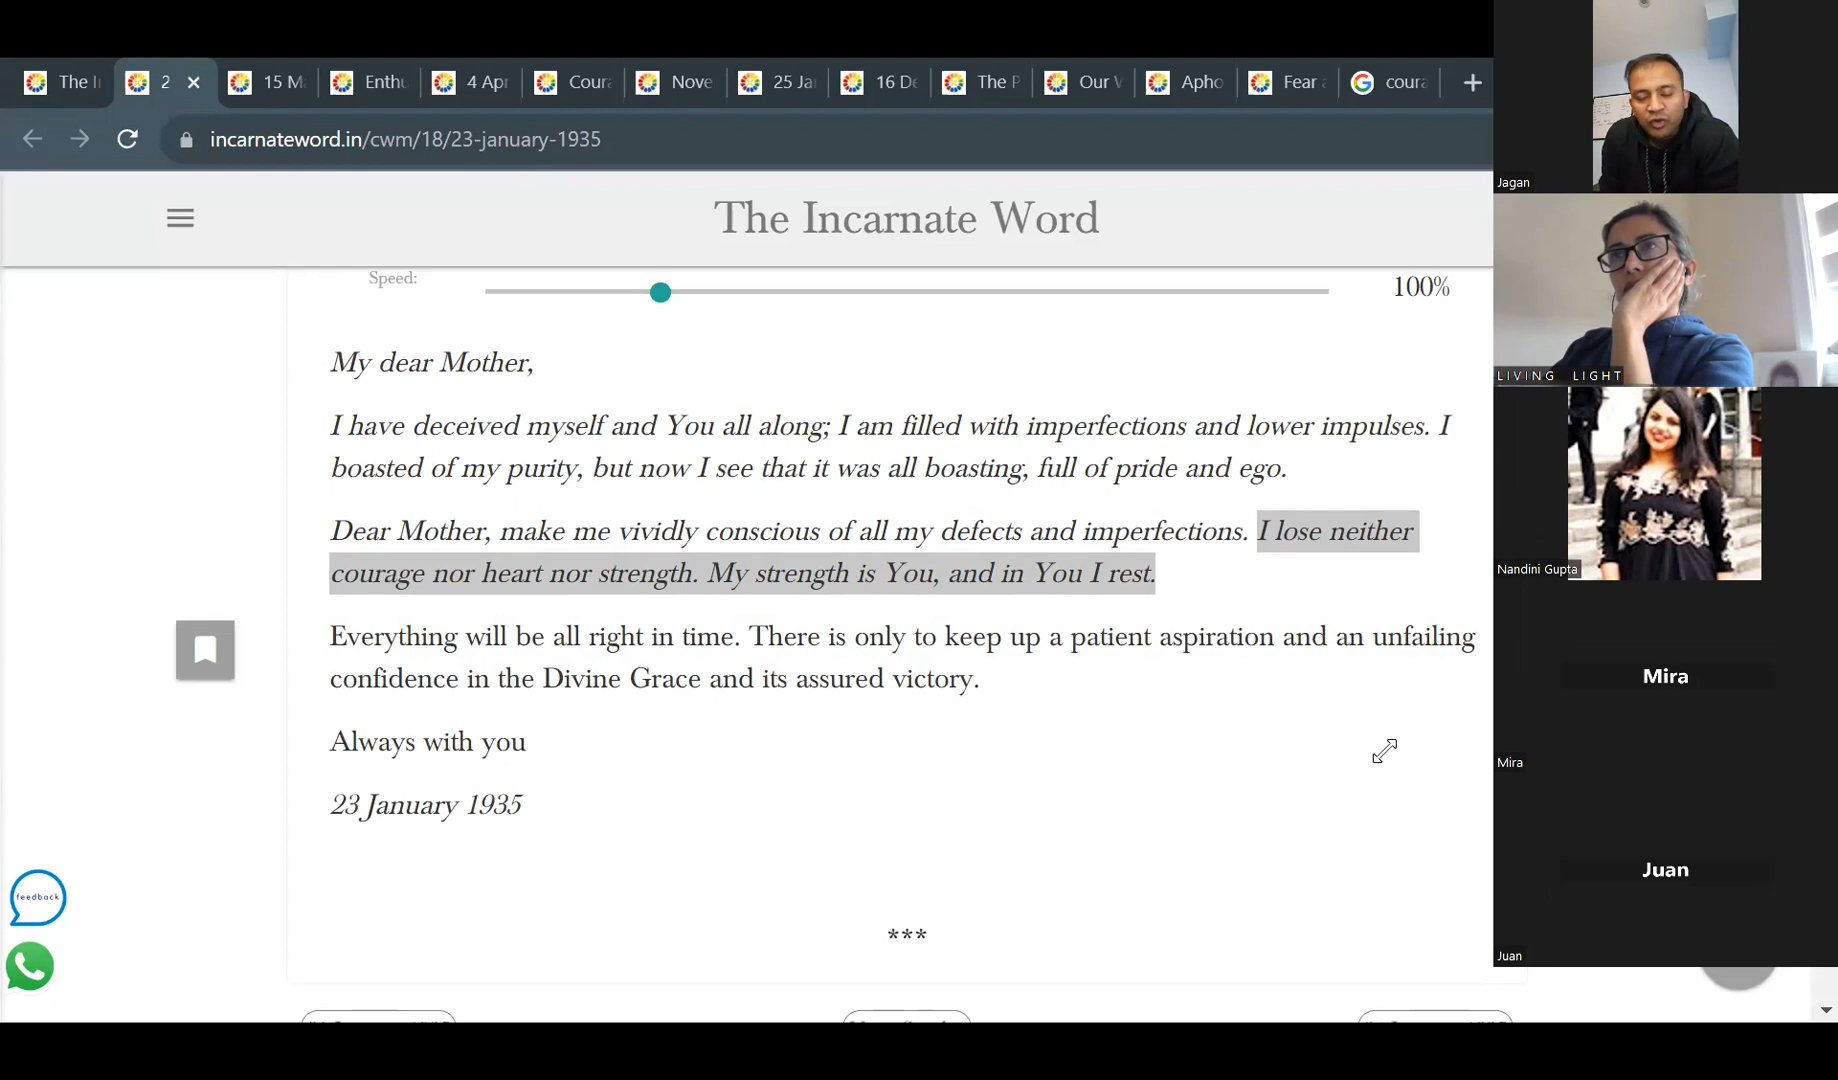 The I
2
15 M
Enthu
4 Apr
Coura
Nove
25 Ja
16 De
The P
Our V
Apho
Fear a
coura
incarnateword.in/cwm/18/23-january-1935
The Incarnate Word
Speed:
100%
My dear Mother,
I have deceived myself and You all along; I am filled with imperfections and lower impulses. I
boasted of my purity, but now I see that it was all boasting, full of pride and ego.
Dear Mother, make me vividly conscious of all my defects and imperfections. I lose neither
courage nor heart nor strength. My strength is You, and in You I rest.
Everything will be all right in time. There is only to keep up a patient aspiration and an unfailing
confidence in the Divine Grace and its assured victory.
Always with you
23 January 1935
feedback
***
Jagan
LIVING LIGHT
Nandini Gupta
Mira
Mira
Juan
Juan